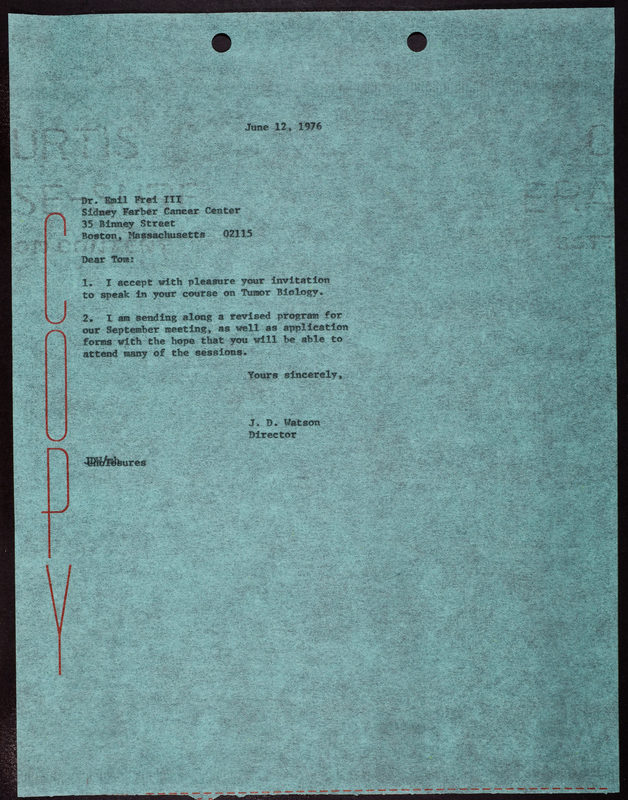 June 12, 1976
Dr. Emil Frei III
Sidney Farber Cancer Center
35 Binney Street
Boston, Massachusetts 02115
Dear Tom:
1. I accept with pleasure your invitation
to speak in your course on Tumor Biology.
2. I am sending along a revised program for
our September meeting, as well as application
forms with the hope that you will be able to
attend many of the sessions.
Yours sincerely,
J. D. Watson
Director
JDW/mh
Enclosures
COPY